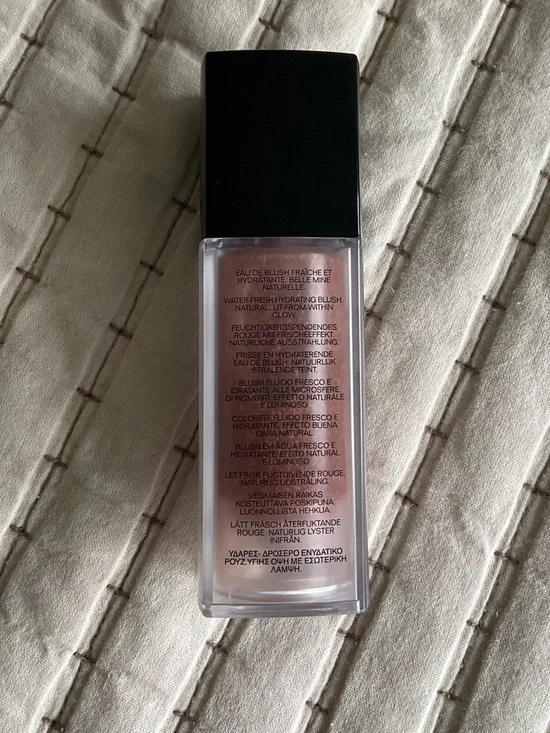 EAU DE BLUSH FRAÎCHE ET
HYDRATANTE. BELLE MINE
NATURELLE.
WATER-FRESH HYDRATING BLUSH.
NATURAL, LIT-FROM-WITHIN
GLOW.
FEUCHTIGKEITSSPENDENDES
ROUGE MIT FRISCHEEFFEKT.
NATÜRLICHE AUSSTRAHLUNG.
FRISSE EN HYDRATERENDE
EAU DE BLUSH. NATUURLIJK
STRALENDE TEINT.
BLUSH FLUIDO FRESCO E
IDRATANTE ALLE MICROSFERE
DI PIGMENTI. EFFETTO NATURALE
E LUMINOSO.
COLORETE FLUIDO FRESCO E
HIDRATANTE. EFECTO BUENA
CARA NATURAL.
BLUSH EM ÁGUA FRESCO E
HIDRATANTE. EFEITO NATURAL
E LUMINOSO.
LET FRISK FUGTGIVENDE ROUGE.
NATURLIG UDSTRÅLING.
VESIMAISEN RAIKAS
KOSTEUTTAVA POSKIPUNA.
LUONNOLLISTA HEHKUA.
LÄTT FRÄSCH ÅTERFUKTANDE
ROUGE. NATURLIG LYSTER
INIFRÅN.
ΥΔΑΡΕΣ- ΔΡΟΣΕΡΟ ΕΝΥΔΑΤΙΚΟ
ΡΟΥΖ.ΥΓΙΗΣ ΟΨΗ ΜΕ ΕΣΩΤΕΡΙΚΗ
ΛΑΜΨΗ.